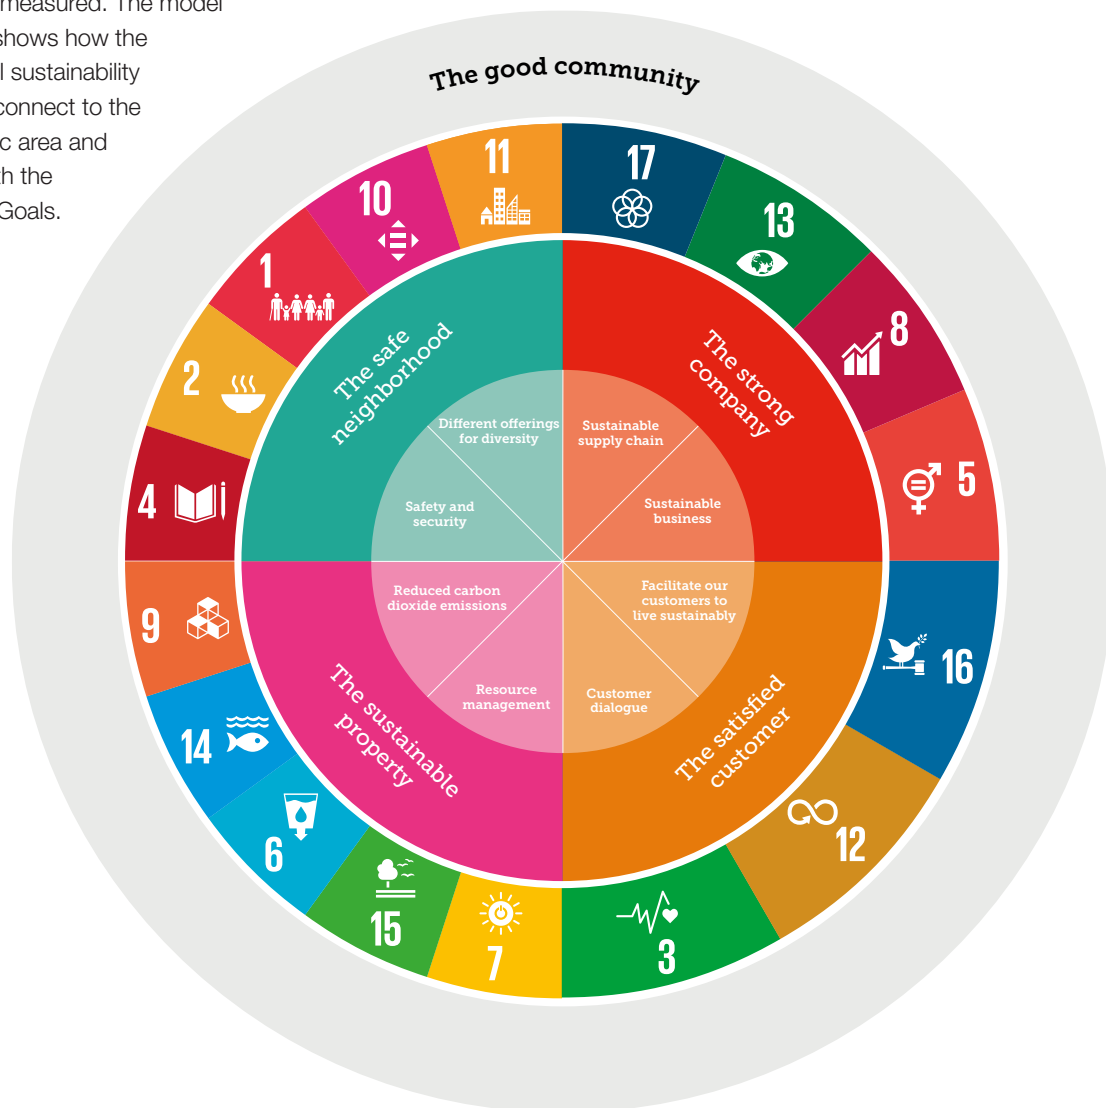 measured. The model
shows how the
l sustainability
connect to the
c area and
th the
Goals.
The good community
11
17
10
13
1
8
2
5
4
9
16
14
12
6
15
7
3
The safe
neighborhood
The strong
company
Different offerings
for diversity
Sustainable
supply chain
Safety and
security
Sustainable
business
Reduced carbon
dioxide emissions
Facilitate our
customers to
live sustainably
Resource
management
Customer
dialogue
The sustainable
property
The satisfied
customer